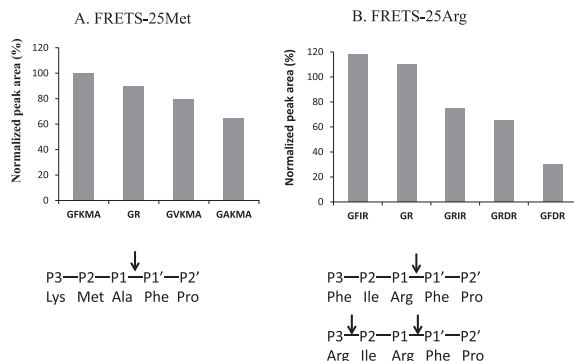 A. FRETS-25Met
Normalized peak area (%)
120
100
80
60
40
20
0
GFKMA GR GVKMA GAKMA
P3—P2—P1—P1′—P2′
Lys Met Ala Phe Pro
B. FRETS-25Arg
Normalized peak area (%)
120
100
80
60
40
20
0
GFIR GR GRIR GRDR GFDR
P3—P2—P1—P1′—P2′
Phe Ile Arg Phe Pro
P3—P2—P1—P1′—P2′
Arg Ile Arg Phe Pro